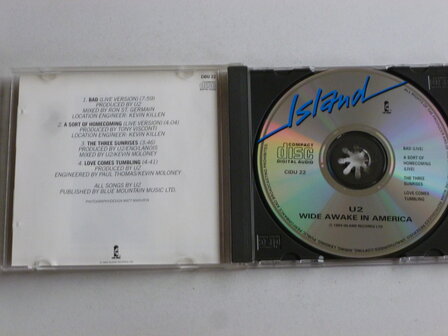 CIDU 22
1. BAD (LIVE VERSION) (7.59)
PRODUCED BY U2
MIXED BY RON ST. GERMAIN
LOCATION ENGINEER: KEVIN KILLEN
2. A SORT OF HOMECOMING (LIVE VERSION) (4.04)
PRODUCED BY TONY VISCONTI
LOCATION ENGINEER: KEVIN KILLEN
3. THE THREE SUNRISES (3.46)
PRODUCED BY U2/ENO/LANOIS
MIXED BY U2/KEVIN MOLONEY
4. LOVE COMES TUMBLING (4.41)
PRODUCED BY U2
ENGINEERED BY PAUL THOMAS/KEVIN MOLONEY
ALL SONGS BY U2
PUBLISHED BY BLUE MOUNTAIN MUSIC LTD.
Island
COMPACT
disc
DIGITAL AUDIO
CIDU 22
BAD (LIVE)
A SORT OF
HOMECOMING
(LIVE)
THE THREE
SUNRISES
LOVE COMES
TUMBLING
U2
WIDE AWAKE IN AMERICA